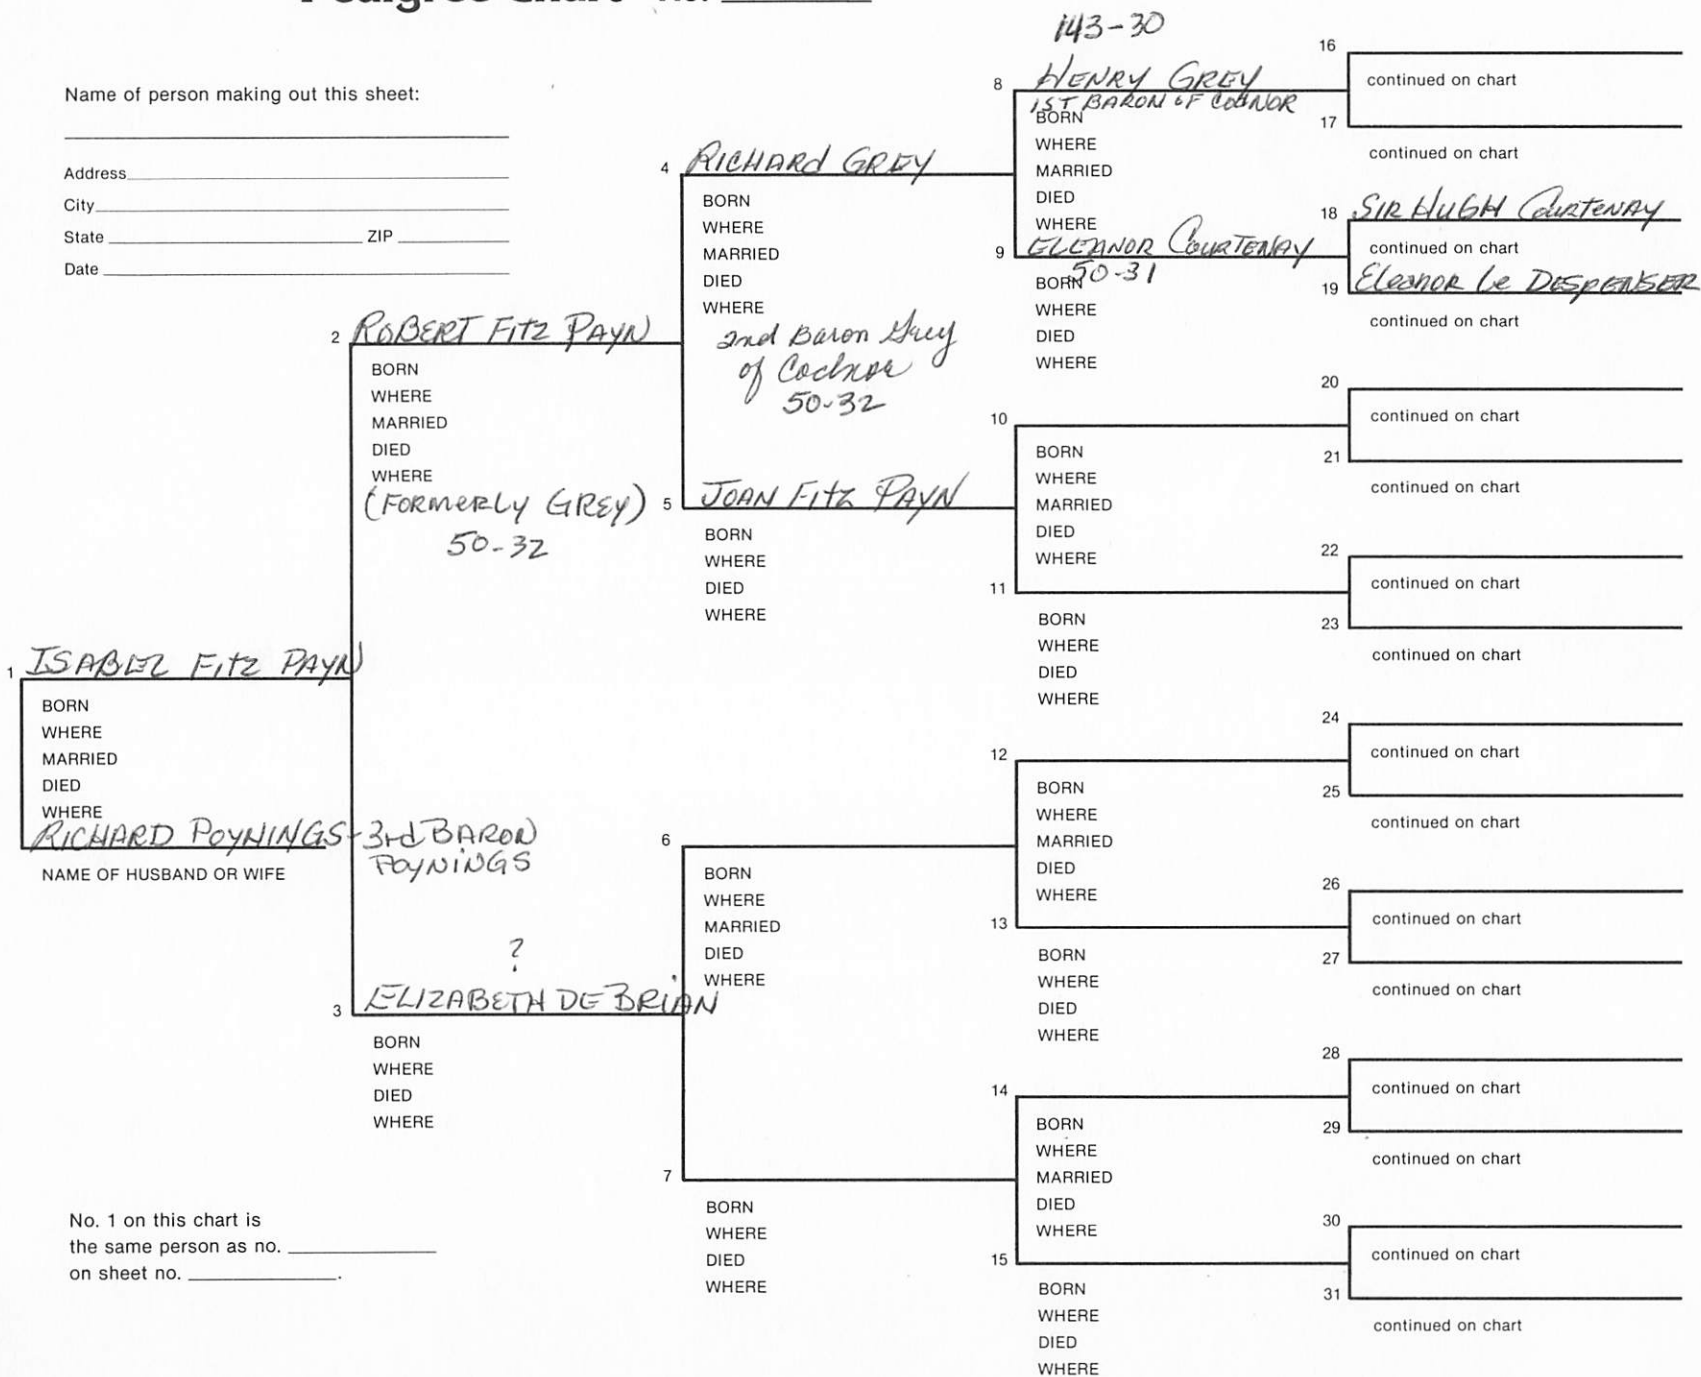 Pedigree Chart No.
Name of person making out this sheet:
Address
City
State ZIP
Date
1 ISABEL FITZ PAYN
BORN
WHERE
MARRIED
DIED
WHERE
RICHARD POYNINGS - 3rd BARON
POYNINGS
NAME OF HUSBAND OR WIFE
2 ROBERT FITZ PAYN
BORN
WHERE
MARRIED
DIED
WHERE
(FORMERLY GREY)
50-32
?
3 ELIZABETH DE BRIAN
BORN
WHERE
DIED
WHERE
4 RICHARD GREY
BORN
WHERE
MARRIED
DIED
WHERE
2nd Baron Grey
of Codnor
50-32
5 JOAN FITZ PAYN
BORN
WHERE
DIED
WHERE
6
BORN
WHERE
MARRIED
DIED
WHERE
7
BORN
WHERE
DIED
WHERE
143-30
8 HENRY GREY
1ST BARON OF CODNOR
BORN
WHERE
MARRIED
DIED
WHERE
9 ELEANOR COURTENAY
50-31
BORN
WHERE
DIED
WHERE
10
BORN
WHERE
MARRIED
DIED
WHERE
11
BORN
WHERE
DIED
WHERE
12
BORN
WHERE
MARRIED
DIED
WHERE
13
BORN
WHERE
DIED
WHERE
14
BORN
WHERE
MARRIED
DIED
WHERE
15
BORN
WHERE
DIED
WHERE
16
continued on chart
17
continued on chart
18 SIR HUGH COURTENAY
continued on chart
19 Eleanor Le DESPENSER
continued on chart
20
continued on chart
21
continued on chart
22
continued on chart
23
continued on chart
24
continued on chart
25
continued on chart
26
continued on chart
27
continued on chart
28
continued on chart
29
continued on chart
30
continued on chart
31
continued on chart
No. 1 on this chart is
the same person as no.
on sheet no. .